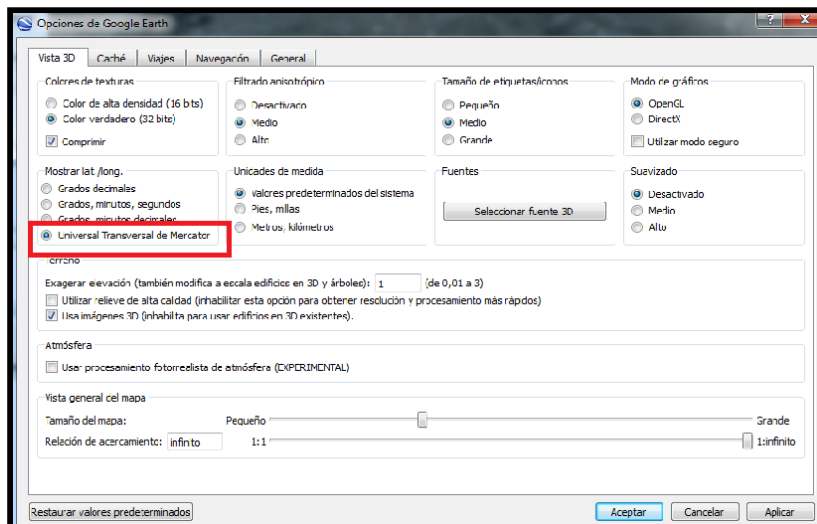 Opciones de Google Earth
Vista 3D Caché Viajes Navegación General
Colores de texturas
Color de alta densidad (16 bits)
Color verdadero (32 bits)
Comprimir
Filtrado anisotrópico
Desactivado
Medio
Alto
Tamaño de etiquetas/iconos
Pequeño
Medio
Grande
Modo de gráficos
OpenGL
DirectX
Utilizar modo seguro
Mostrar lat./long.
Grados decimales
Grados, minutos, segundos
Grados, minutos decimales
Universal Transversal de Mercator
Unidades de medida
Valores predeterminados del sistema
Pies, millas
Metros, kilómetros
Fuentes
Seleccionar fuente 3D
Suavizado
Desactivado
Medio
Alto
Terreno
Exagerar elevación (también modifica a escala edificios en 3D y árboles): 1 (de 0,01 a 3)
Utilizar relieve de alta calidad (inhabilitar esta opción para obtener resolución y procesamiento más rápidos)
Usa imágenes 3D (inhabilita para usar edificios en 3D existentes).
Atmósfera
Usar procesamiento fotorrealista de atmósfera (EXPERIMENTAL)
Vista general del mapa
Tamaño del mapa: Pequeño Grande
Relación de acercamiento: infinito 1:1 1:infinito
Restaurar valores predeterminados Aceptar Cancelar Aplicar